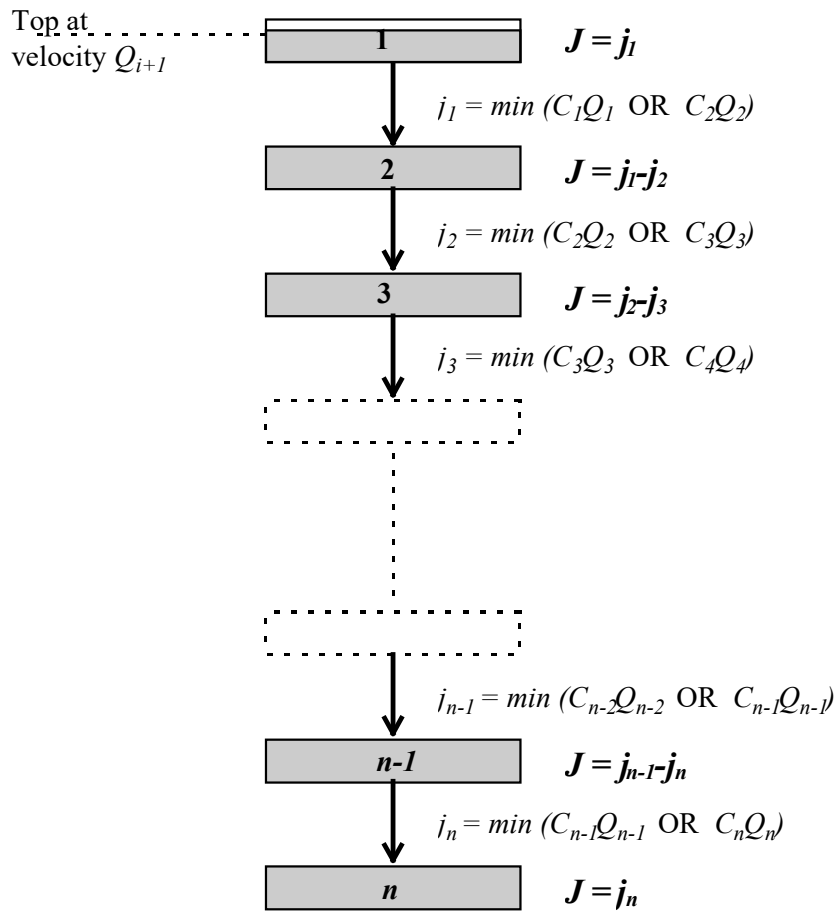 Top at
velocity Q_{i+1}
1
J = j_1
j_1 = min (C_1Q_1 OR C_2Q_2)
2
J = j_1-j_2
j_2 = min (C_2Q_2 OR C_3Q_3)
3
J = j_2-j_3
j_3 = min (C_3Q_3 OR C_4Q_4)
j_{n-1} = min (C_{n-2}Q_{n-2} OR C_{n-1}Q_{n-1})
n-1
J = j_{n-1}-j_n
j_n = min (C_{n-1}Q_{n-1} OR C_nQ_n)
n
J = j_n